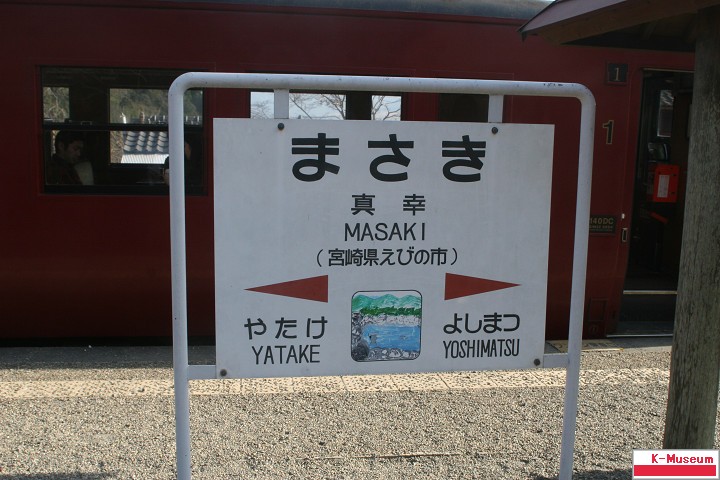 まさき
真幸
MASAKI
(宮崎県えびの市)
やたけ
YATAKE
よしまつ
YOSHIMATSU
1
1
K-Museum